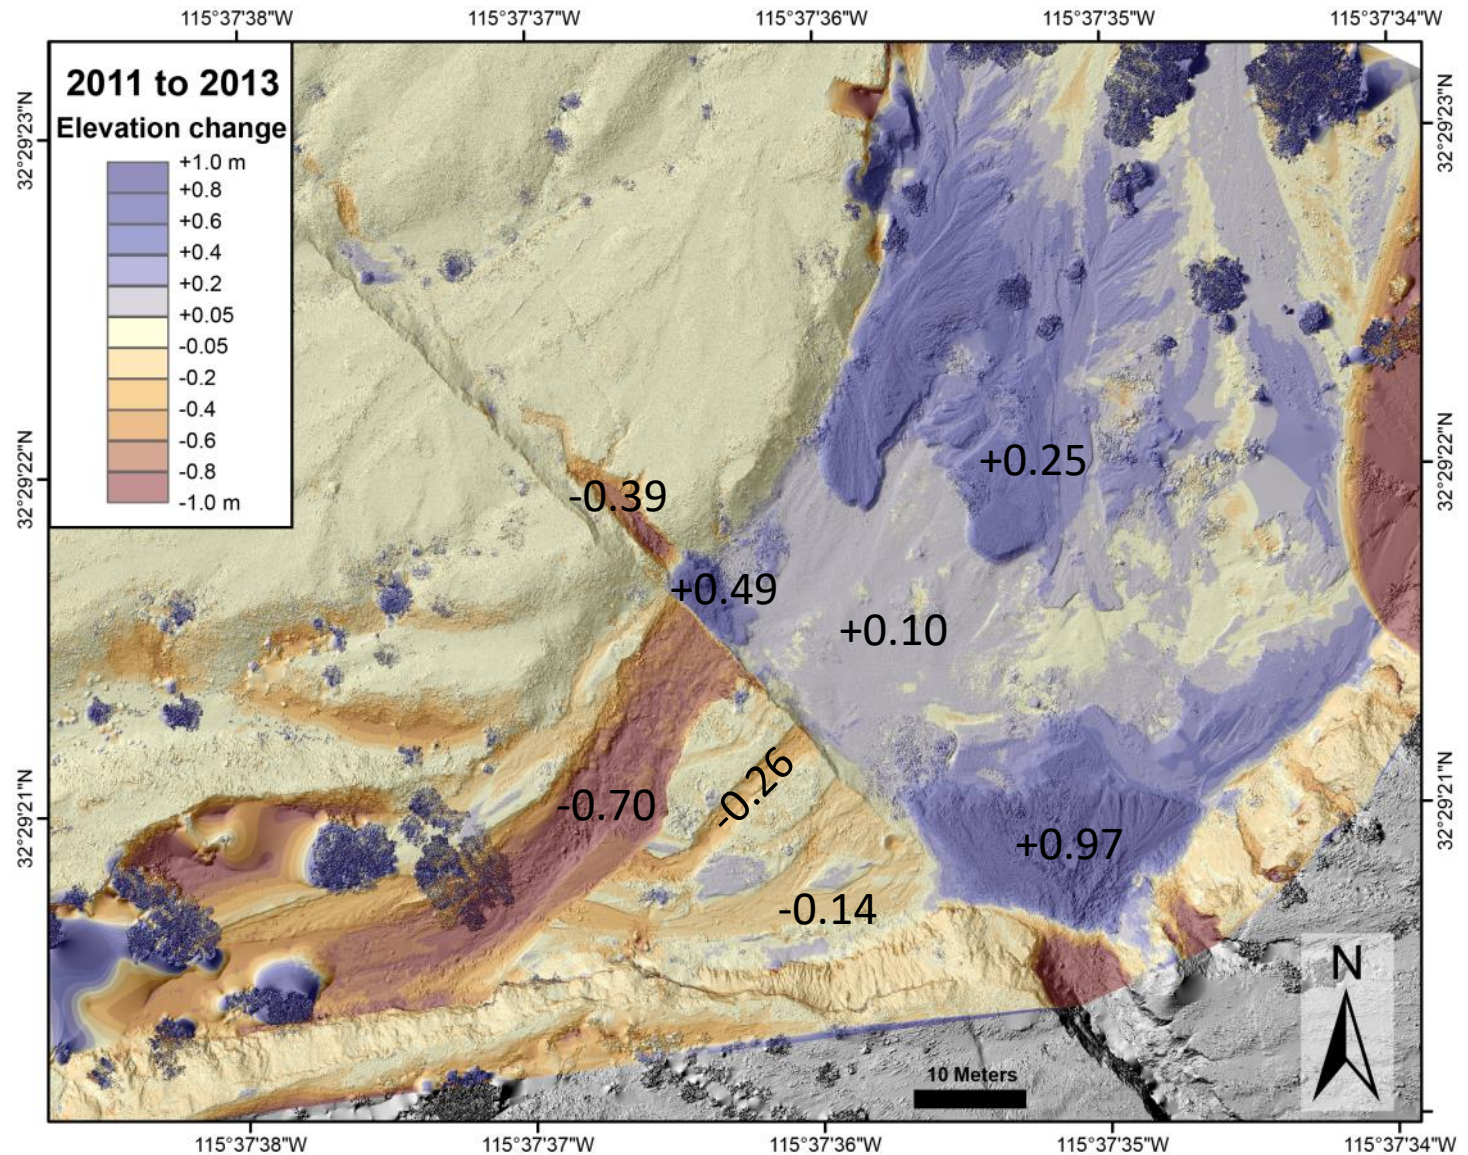 115°37'38"W 115°37'37"W 115°37'36"W 115°37'35"W 115°37'34"W
2011 to 2013
Elevation change
+1.0 m
+0.8
+0.6
+0.4
+0.2
+0.05
-0.05
-0.2
-0.4
-0.6
-0.8
-1.0 m
32°29'23"N
32°29'22"N
32°29'21"N
32°29'23"N
32°29'22"N
32°29'21"N
+0.25
-0.39
+0.49
+0.10
-0.26
-0.70
+0.97
-0.14
N
10 Meters
115°37'38"W 115°37'37"W 115°37'36"W 115°37'35"W 115°37'34"W